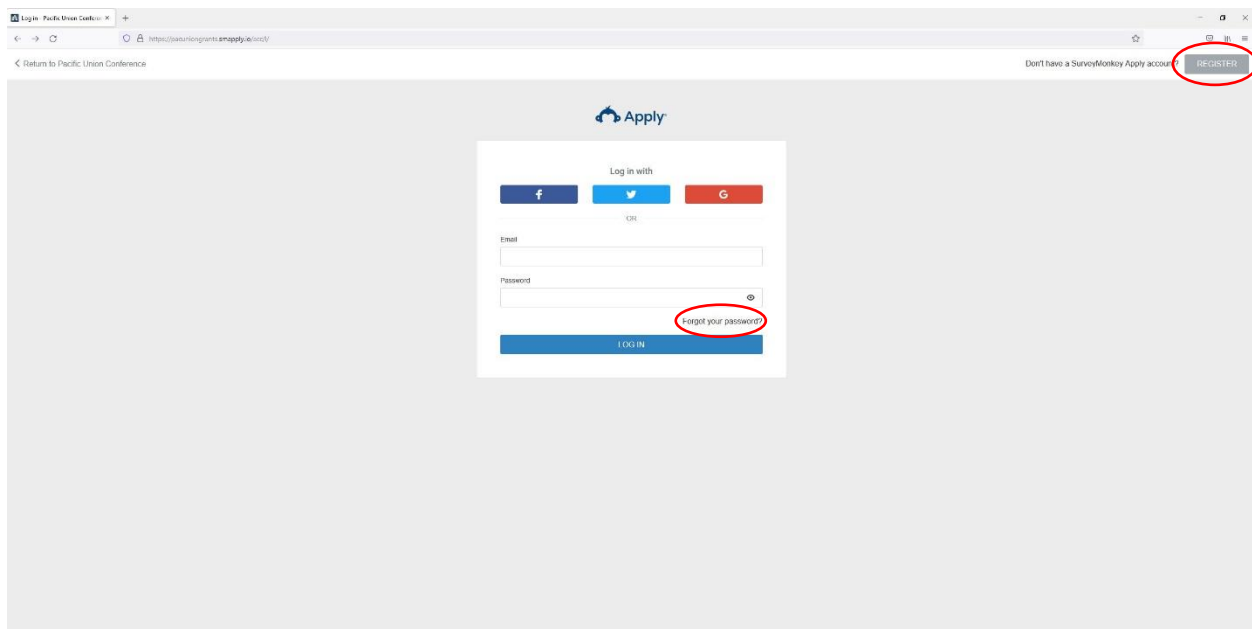 Log in - Pacific Union Conferen
https://pacuniongrants.smapply.io/acc/l/
Return to Pacific Union Conference
Don't have a SurveyMonkey Apply account?
REGISTER
Apply
Log in with
f
G
OR
Email
Password
Forgot your password?
LOG IN